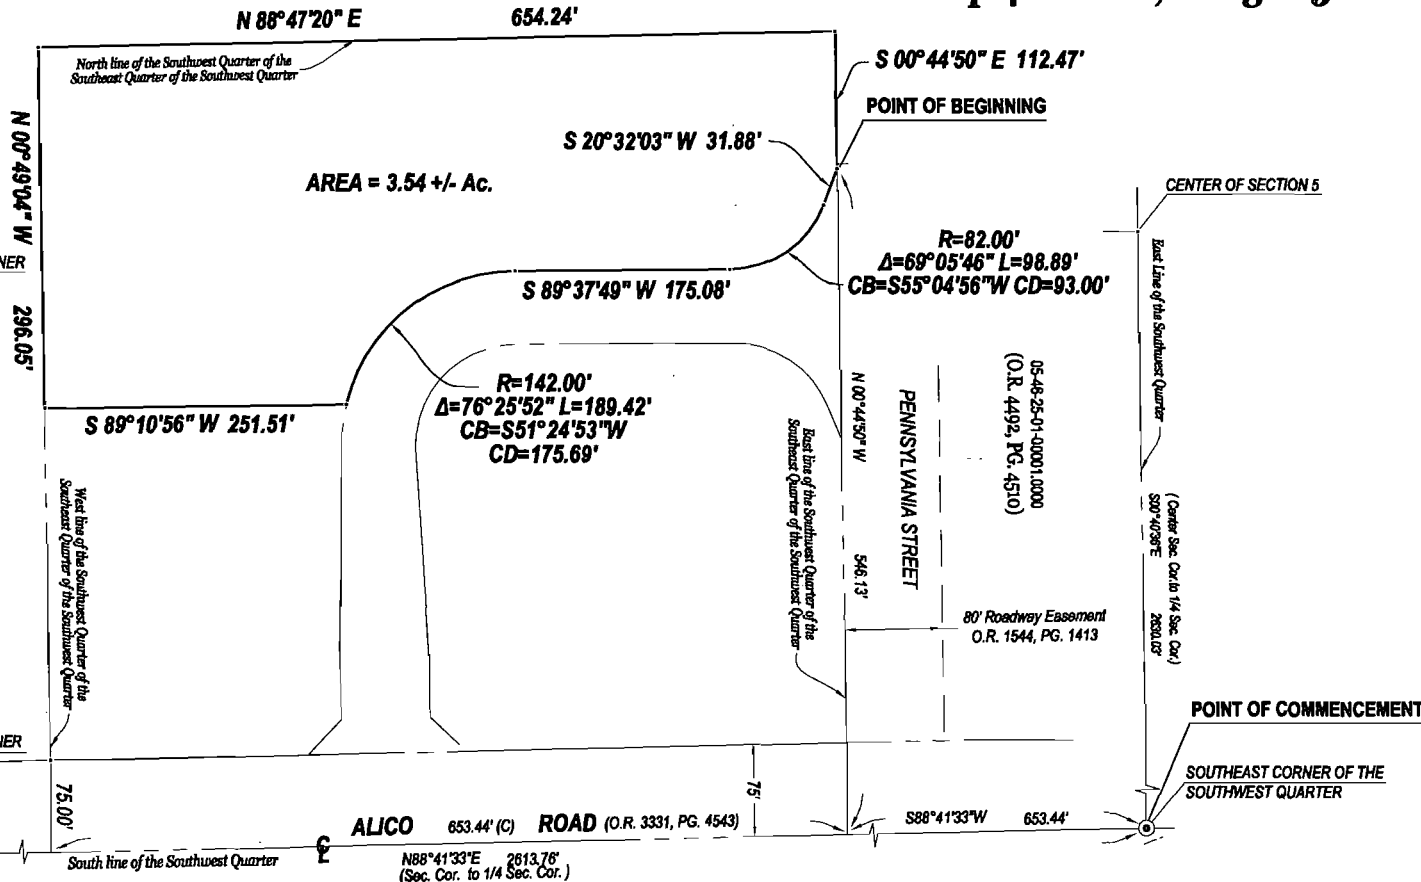 N 88°47'20" E 654.24'
North line of the Southwest Quarter of the
Southeast Quarter of the Southwest Quarter
S 00°44'50" E 112.47'
POINT OF BEGINNING
S 20°32'03" W 31.88'
N 00°49'04" W 296.05'
AREA = 3.54 +/- Ac.
CENTER OF SECTION 5
R=82.00'
Δ=69°05'46" L=98.89'
CB=S55°04'56"W CD=93.00'
NER
S 89°37'49" W 175.08'
East Line of the Southwest Quarter
R=142.00'
Δ=76°25'52" L=189.42'
CB=S51°24'53"W
CD=175.69'
S 89°10'56" W 251.51'
N 00°44'50" W 546.13'
PENNSYLVANIA STREET
05-46-25-01-00001.0000
(O.R. 4492, PG. 4510)
East line of the Southwest Quarter of the
Southeast Quarter of the Southwest Quarter
West line of the Southwest Quarter of the
Southeast Quarter of the Southwest Quarter
(Center Sec. Cor.to 1/4 Sec. Cor.)
S00°40'36"E 2630.03'
80' Roadway Easement
O.R. 1544, PG. 1413
POINT OF COMMENCEMENT
NER
SOUTHEAST CORNER OF THE
SOUTHWEST QUARTER
75.00'
75'
ALICO 653.44' (C) ROAD (O.R. 3331, PG. 4543)
S88°41'33"W 653.44'
South line of the Southwest Quarter
N88°41'33"E 2613.76'
(Sec. Cor. to 1/4 Sec. Cor. )